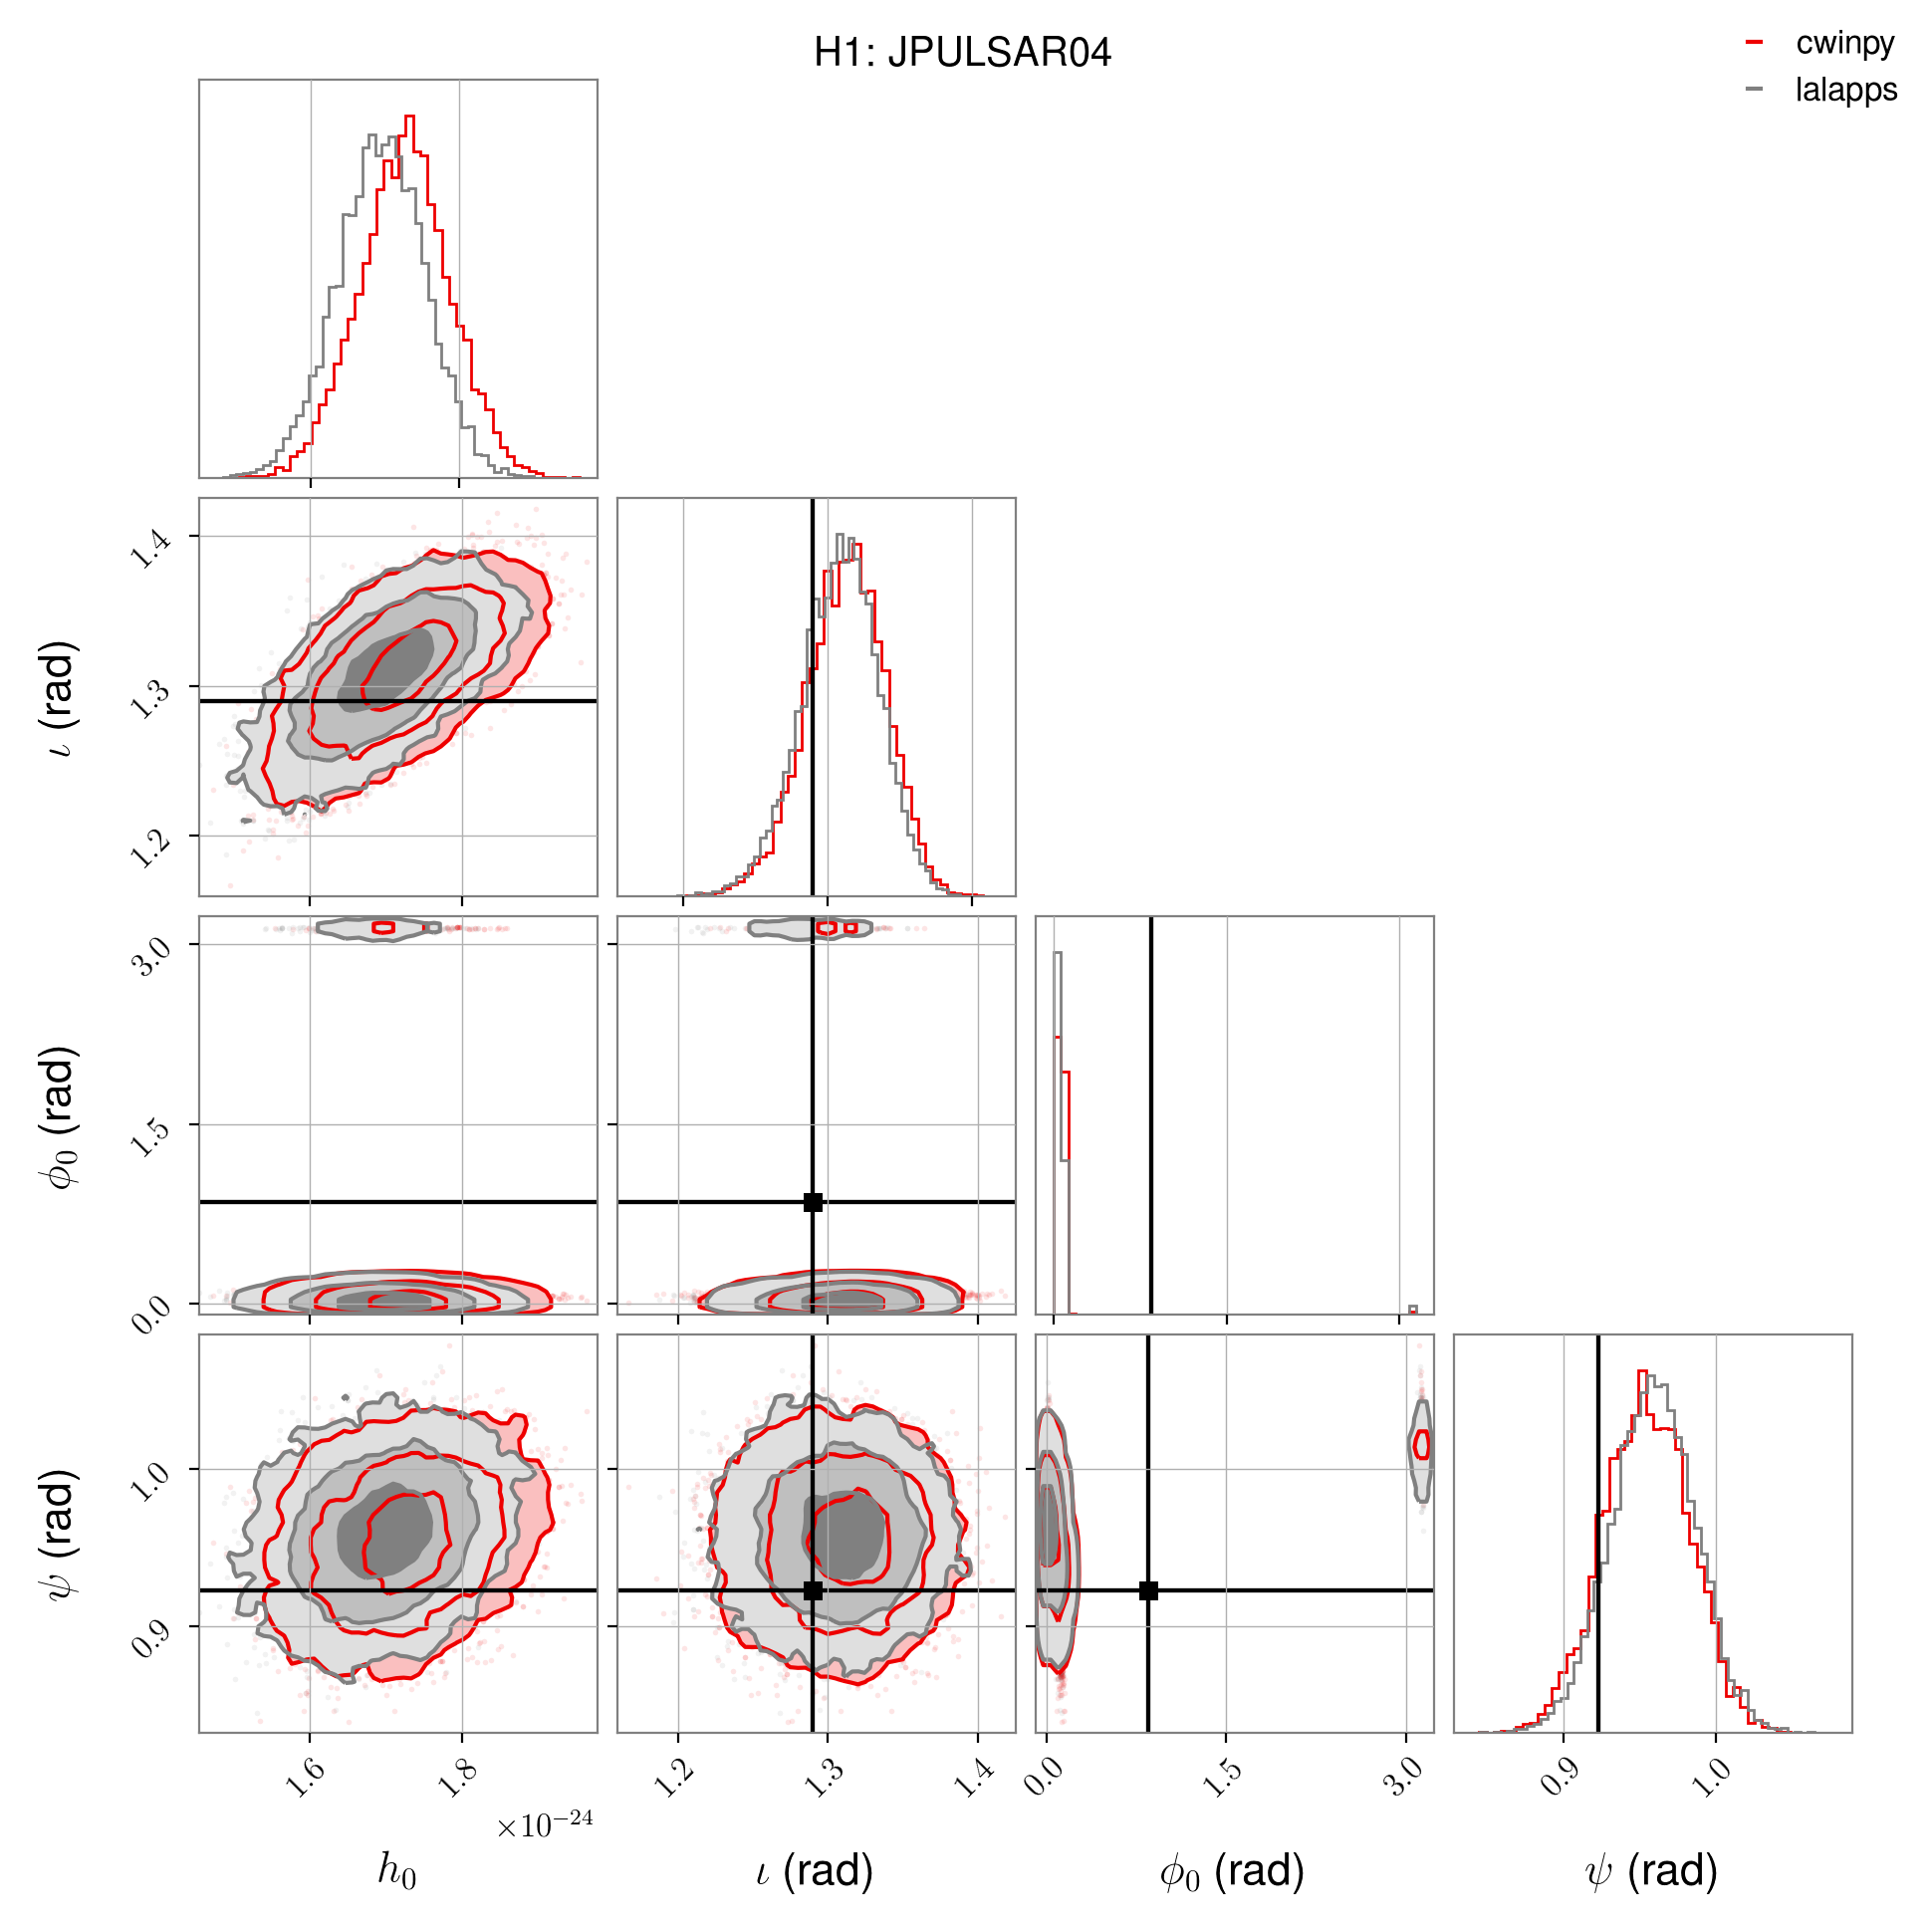 H1: JPULSAR04
cwinpy
lalapps
1.4
1.3
1.2
ι (rad)
3.0
1.5
0.0
ϕ₀ (rad)
1.0
0.9
ψ (rad)
1.6 1.8 1.2 1.3 1.4 0.0 1.5 3.0 0.9 1.0
×10⁻²⁴
h₀ ι (rad) ϕ₀ (rad) ψ (rad)